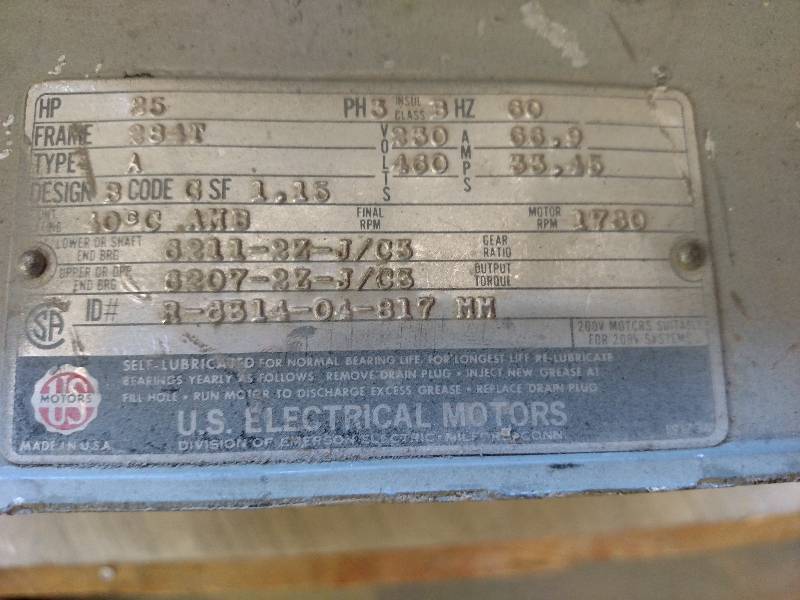 HP 25 PH 3 INSUL CLASS B HZ 60
FRAME 284T VOLTS 230 AMPS 66.9
TYPE A 460 33.45
DESIGN B CODE G SF 1.15
40°C AMB FINAL RPM MOTOR RPM
LOWER OR SHAFT END BRG 6211-2Z-J/C3 GEAR RATIO
UPPER OR OPP END BRG 6207-2Z-J/C3 OUTPUT TORQUE
SA ID# MM
200V MOTORS SUITABLE
FOR 208V SYSTEMS
SELF-LUBRICATED FOR NORMAL BEARING LIFE, FOR LONGEST LIFE RE-LUBRICATE
BEARINGS YEARLY AS FOLLOWS REMOVE DRAIN PLUG • INJECT NEW GREASE AT
FILL HOLE • RUN MOTOR TO DISCHARGE EXCESS GREASE • REPLACE DRAIN PLUG
US MOTORS
U.S. ELECTRICAL MOTORS
DIVISION OF EMERSON ELECTRIC • MILFORD, CONN
MADE IN U.S.A.